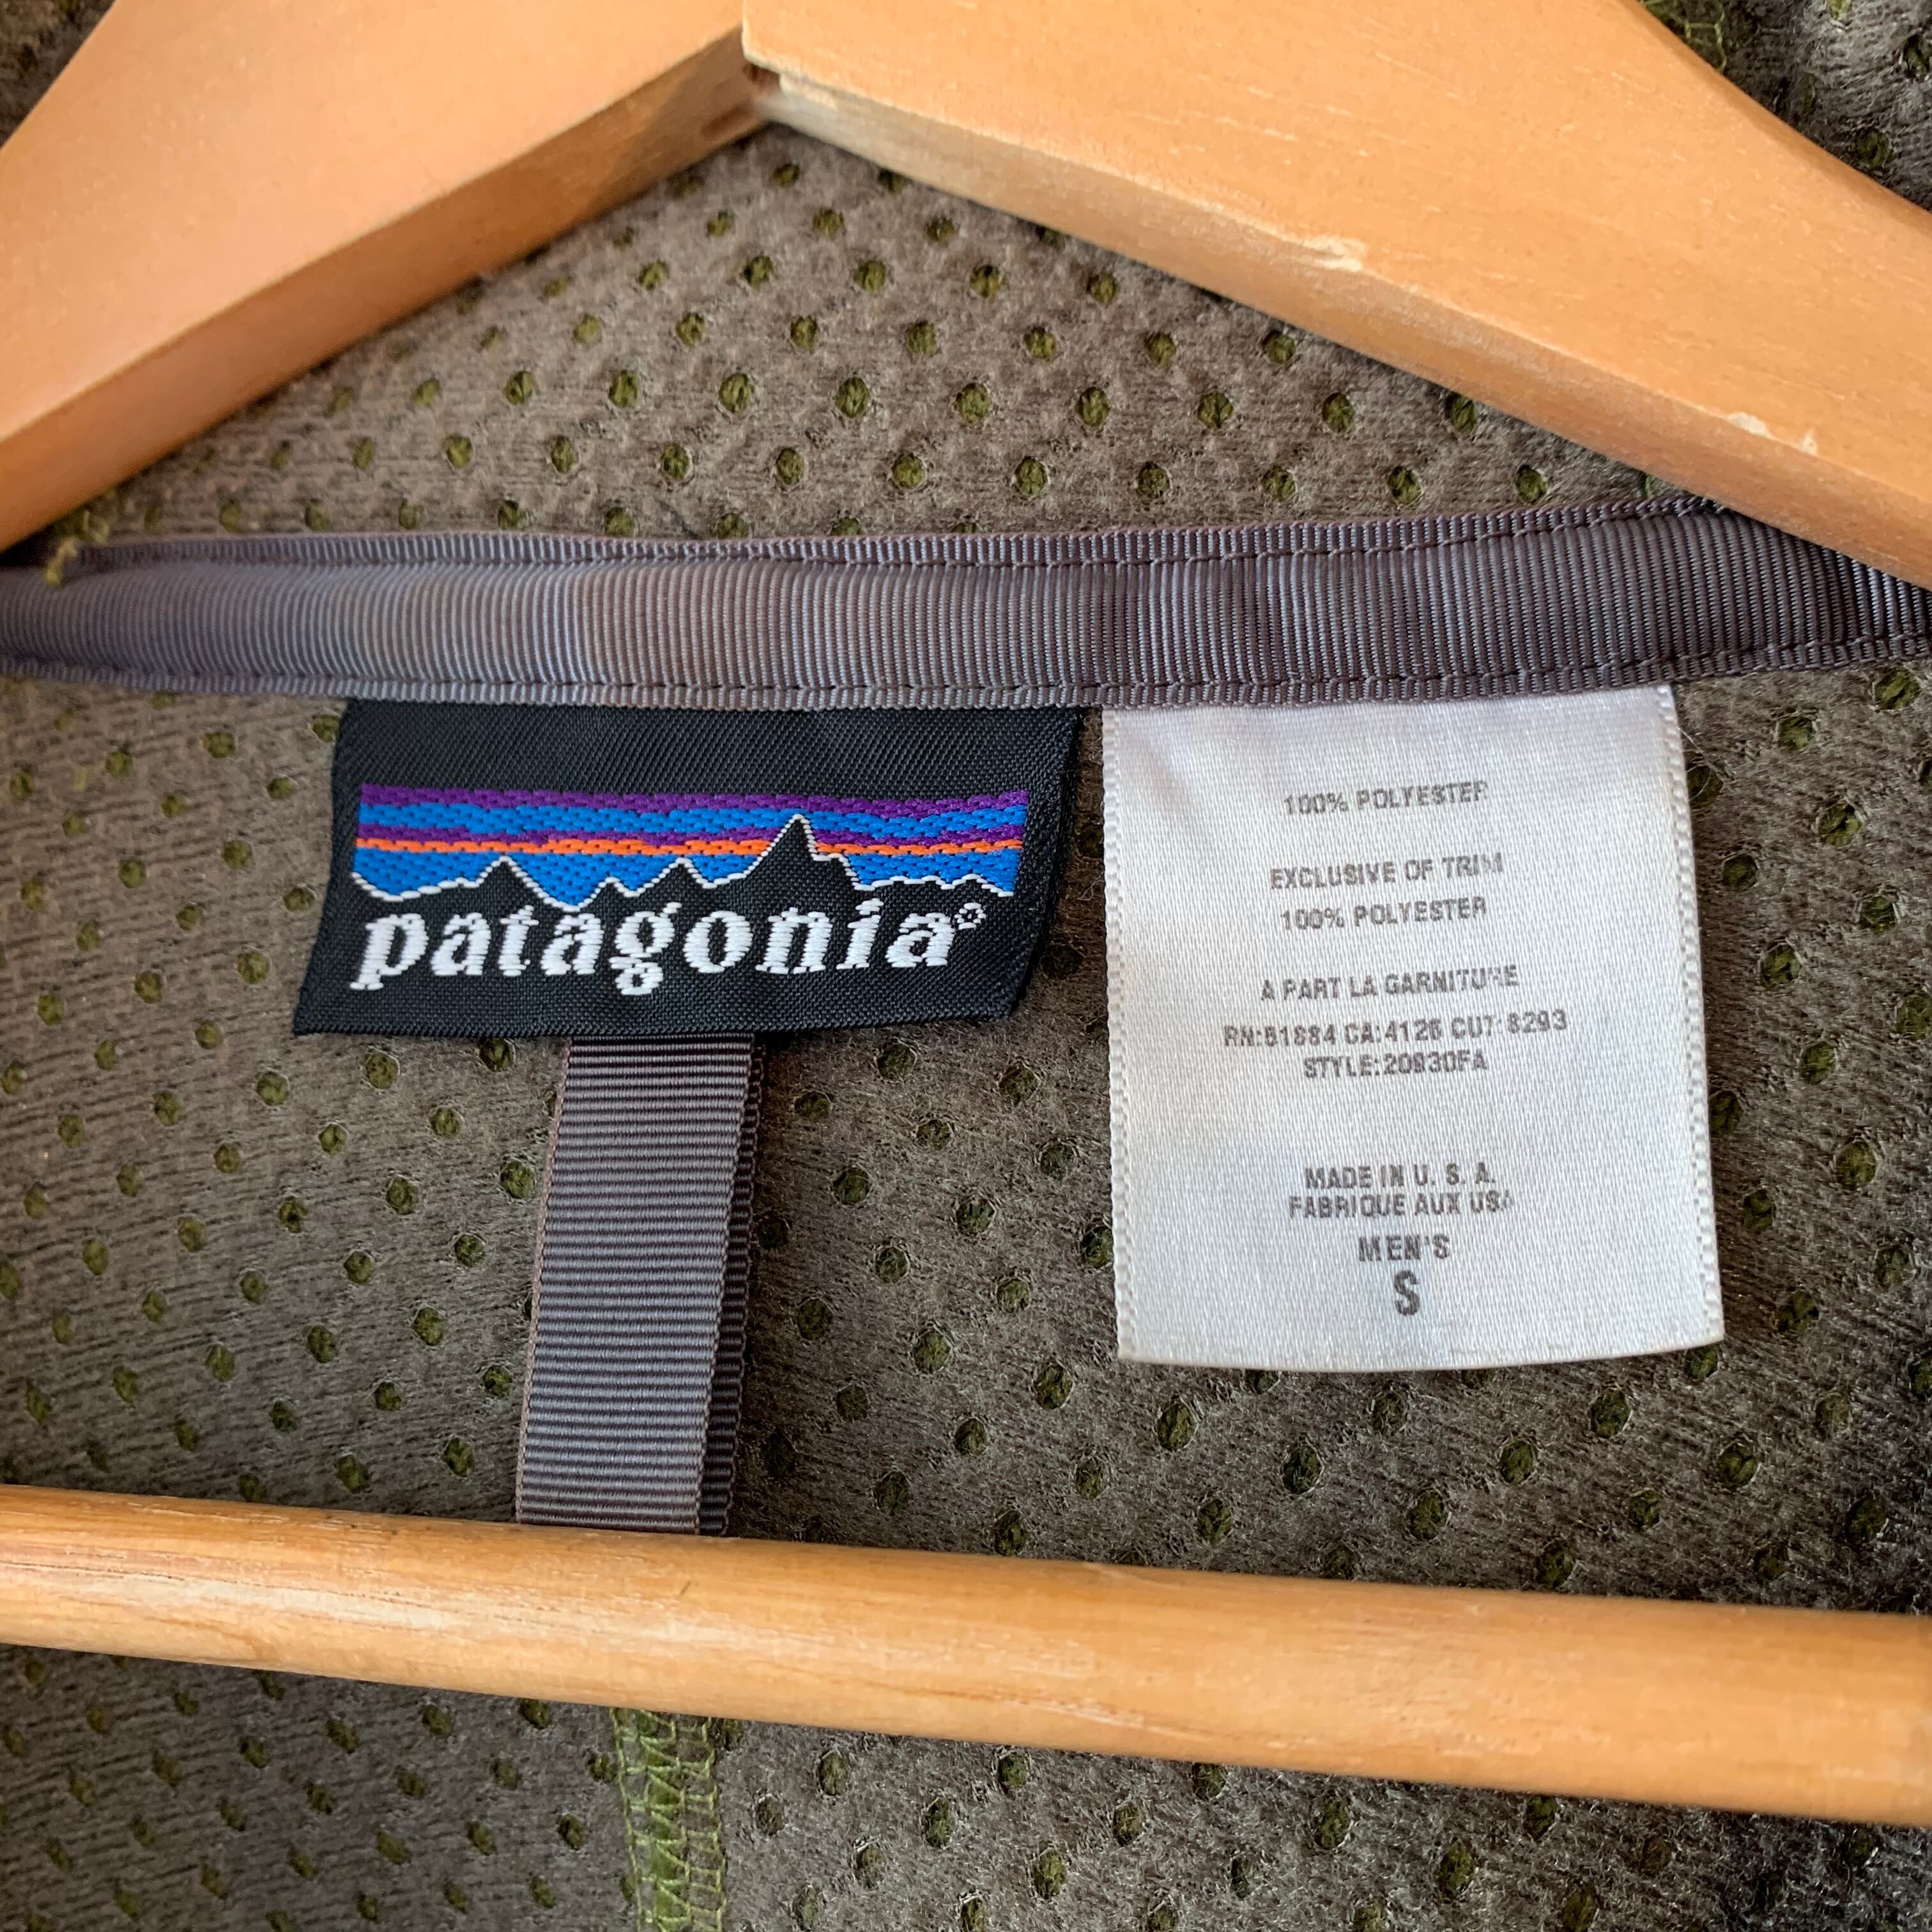 patagonia®
100% POLYESTER
EXCLUSIVE OF TRIM
100% POLYESTER
A PART LA GARNITURE
RN:51884 CA:4126 CUT:8293
STYLE:20930FA
MADE IN U. S. A.
FABRIQUE AUX USA
MEN'S
S